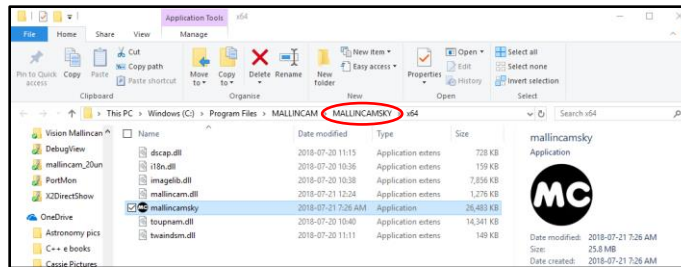 Application Tools x64
File Home Share View Manage
Pin to Quick access
Copy
Paste
Cut
Copy path
Paste shortcut
Clipboard
Move to
Copy to
Delete
Rename
Organise
New folder
New item
Easy access
New
Properties
Open
Edit
History
Open
Select all
Select none
Invert selection
Select
This PC > Windows (C:) > Program Files > MALLINCAM > MALLINCAMSKY > x64
Search x64
Vision Mallincan
DebugView
mallincam_20un
PortMon
X2DirectShow
OneDrive
Astronomy pics
C++ e books
Cassie Pictures
Name Date modified Type Size
dscap.dll 2018-07-20 11:15 Application extens 728 KB
i18n.dll 2018-07-20 10:36 Application extens 159 KB
imagelib.dll 2018-07-20 10:38 Application extens 7,856 KB
mallincam.dll 2018-07-21 12:24 Application extens 1,276 KB
MC mallincamsky 2018-07-21 7:26 AM Application 26,483 KB
toupnam.dll 2018-07-20 10:40 Application extens 14,341 KB
twaindsm.dll 2018-07-20 11:11 Application extens 149 KB
mallincamsky
Application
MC
Date modified: 2018-07-21 7:26 AM
Size: 25.8 MB
Date created: 2018-07-21 7:26 AM